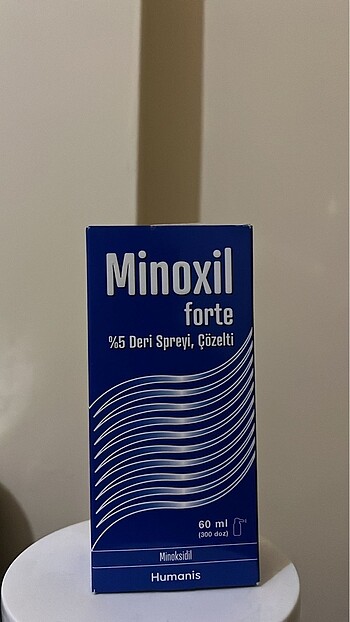 Minoxil
forte
%5 Deri Spreyi, Çözelti
60 ml
(300 doz)
Minoksidil
Humanis